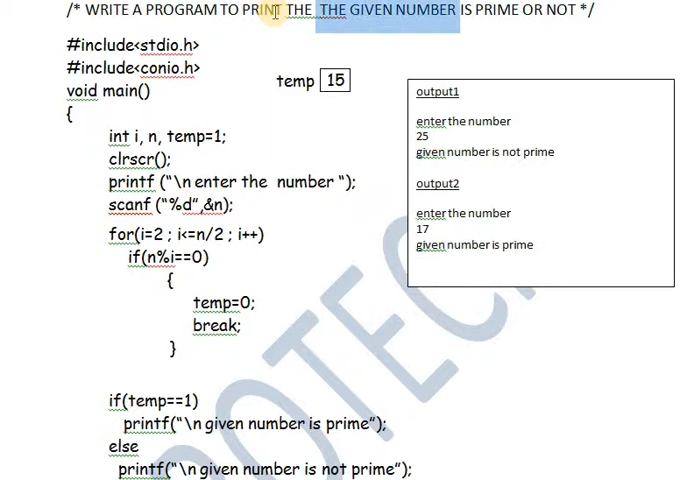 /* WRITE A PROGRAM TO PRINT THE THE GIVEN NUMBER IS PRIME OR NOT */
#include<stdio.h>
#include<conio.h>
temp 15
void main()
{
int i, n, temp=1;
clrscr();
printf (“\n enter the number “);
scanf (“%d”,&n);
for(i=2 ; i<=n/2 ; i++)
if(n%i==0)
{
temp=0;
break;
}
if(temp==1)
printf(“\n given number is prime”);
else
printf(“\n given number is not prime”);
output1
enter the number
25
given number is not prime
output2
enter the number
17
given number is prime